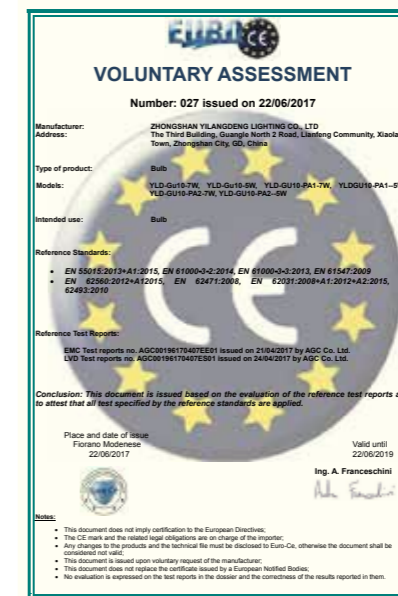 EURO CE
VOLUNTARY ASSESSMENT
Number: 027 issued on 22/06/2017
Manufacturer: ZHONGSHAN YILANGDENG LIGHTING CO., LTD
Address: The Third Building, Guangle North 2 Road, Lianfeng Community, Xiaola
Town, Zhongshan City, GD, China
Type of product: Bulb
Models: YLD-Gu10-7W, YLD-Gu10-5W, YLD-GU10-PA1-7W, YLDGU10-PA1--5
YLD-GU10-PA2-7W, YLD-GU10-PA2--5W
Intended use: Bulb
Reference Standards:
• EN 55015:2013+A1:2015, EN 61000-3-2:2014, EN 61000-3-3:2013, EN 61547:2009
• EN 62560:2012+A12015, EN 62471:2008, EN 62031:2008+A1:2012+A2:2015,
62493:2010
Reference Test Reports:
EMC Test reports no. AGC00196170407EE01 issued on 21/04/2017 by AGC Co. Ltd.
LVD Test reports no. AGC00196170407ES01 issued on 24/04/2017 by AGC Co. Ltd.
CE
Conclusion: This document is issued based on the evaluation of the reference test reports a
to attest that all test specified by the reference standards are applied.
Place and date of issue
Fiorano Modenese
22/06/2017
Valid until
22/06/2019
Ing. A. Franceschini
Notes:
• This document does not imply certification to the European Directives;
• The CE mark and the related legal obligations are on charge of the importer;
• Any changes to the products and the technical file must be disclosed to Euro-Ce, otherwise the document shall be
considered not valid;
• This document is issued upon voluntary request of the manufacturer;
• This document does not replace the certificate issued by a European Notified Bodies;
• No evaluation is expressed on the test reports in the dossier and the correctness of the results reported in them.